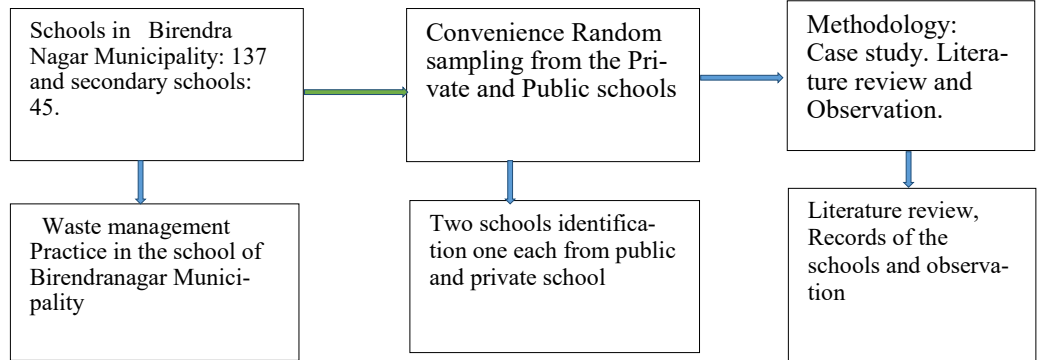 Schools in Birendra
Nagar Municipality: 137
and secondary schools:
45.
Convenience Random
sampling from the Pri-
vate and Public schools
Methodology:
Case study. Litera-
ture review and
Observation.
Waste management
Practice in the school of
Birendranagar Munici-
pality
Two schools identifica-
tion one each from public
and private school
Literature review,
Records of the
schools and observa-
tion